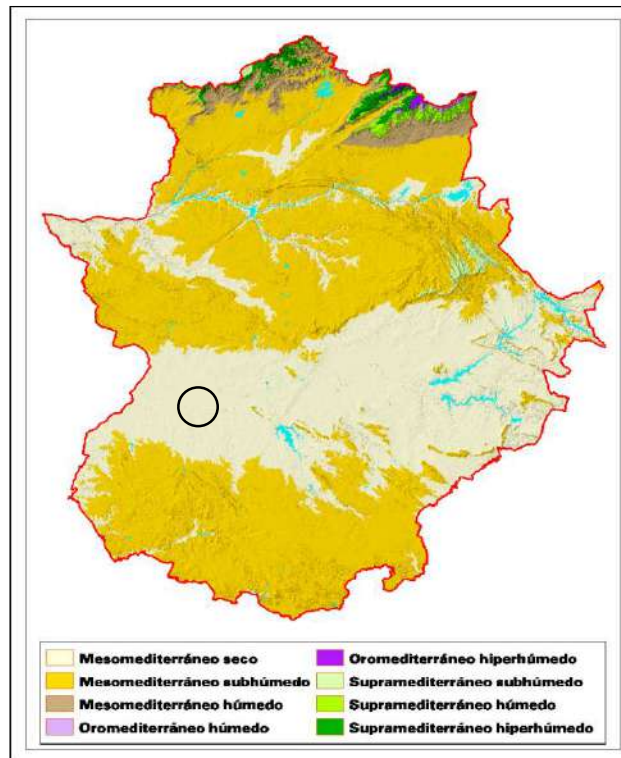 Mesomediterráneo seco
Mesomediterráneo subhúmedo
Mesomediterráneo húmedo
Oromediterráneo húmedo
Oromediterráneo hiperhúmedo
Supramediterráneo subhúmedo
Supramediterráneo húmedo
Supramediterráneo hiperhúmedo